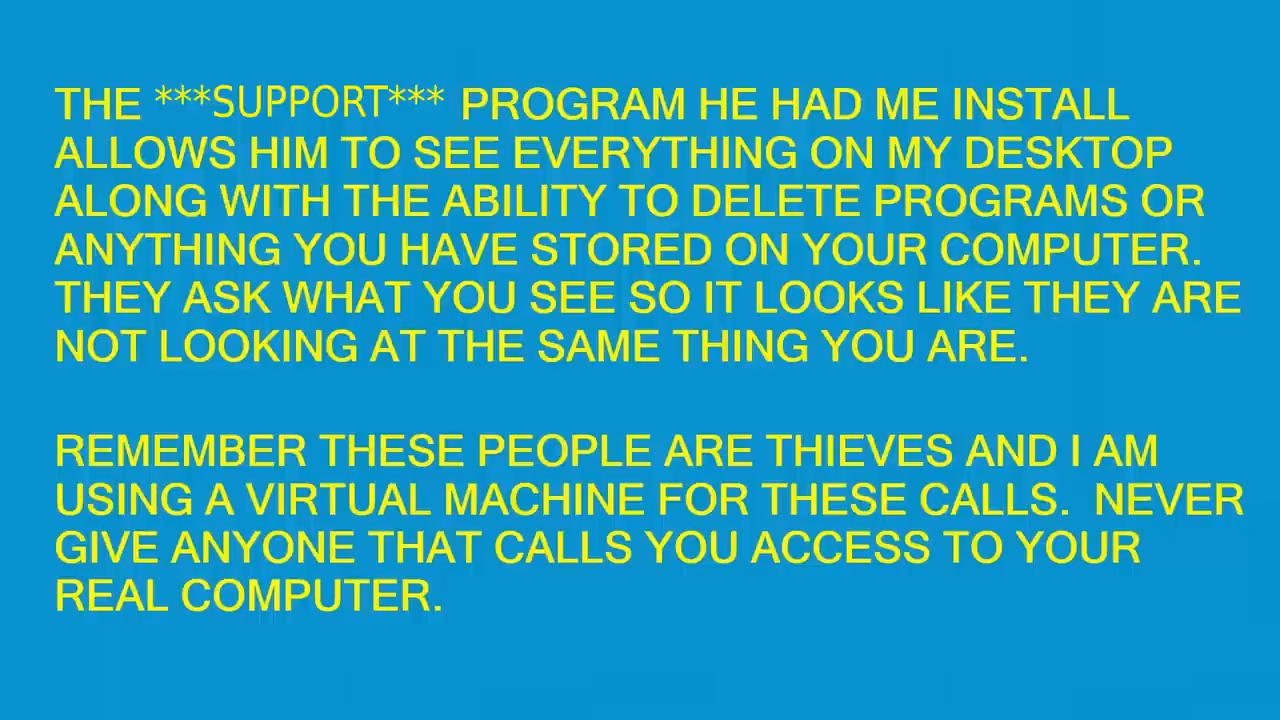 THE ***SUPPORT*** PROGRAM HE HAD ME INSTALL
ALLOWS HIM TO SEE EVERYTHING ON MY DESKTOP
ALONG WITH THE ABILITY TO DELETE PROGRAMS OR
ANYTHING YOU HAVE STORED ON YOUR COMPUTER.
THEY ASK WHAT YOU SEE SO IT LOOKS LIKE THEY ARE
NOT LOOKING AT THE SAME THING YOU ARE.
REMEMBER THESE PEOPLE ARE THIEVES AND I AM
USING A VIRTUAL MACHINE FOR THESE CALLS.  NEVER
GIVE ANYONE THAT CALLS YOU ACCESS TO YOUR
REAL COMPUTER.